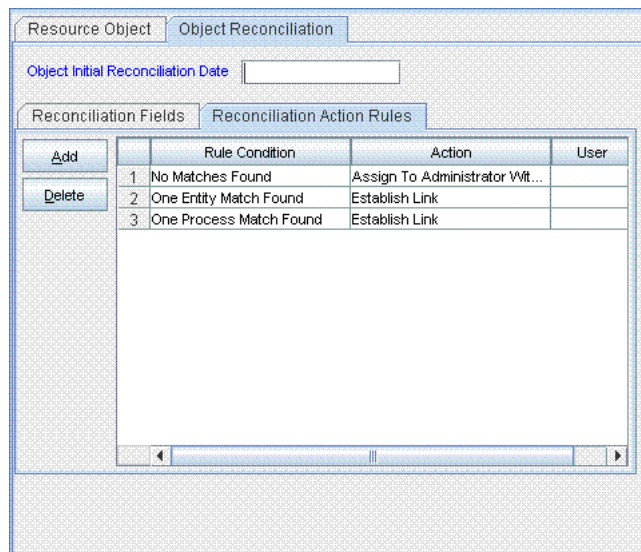 Resource Object Object Reconciliation
Object Initial Reconciliation Date
Reconciliation Fields Reconciliation Action Rules
Add
Delete
Rule Condition Action User
1 No Matches Found Assign To Administrator Wit...
2 One Entity Match Found Establish Link
3 One Process Match Found Establish Link